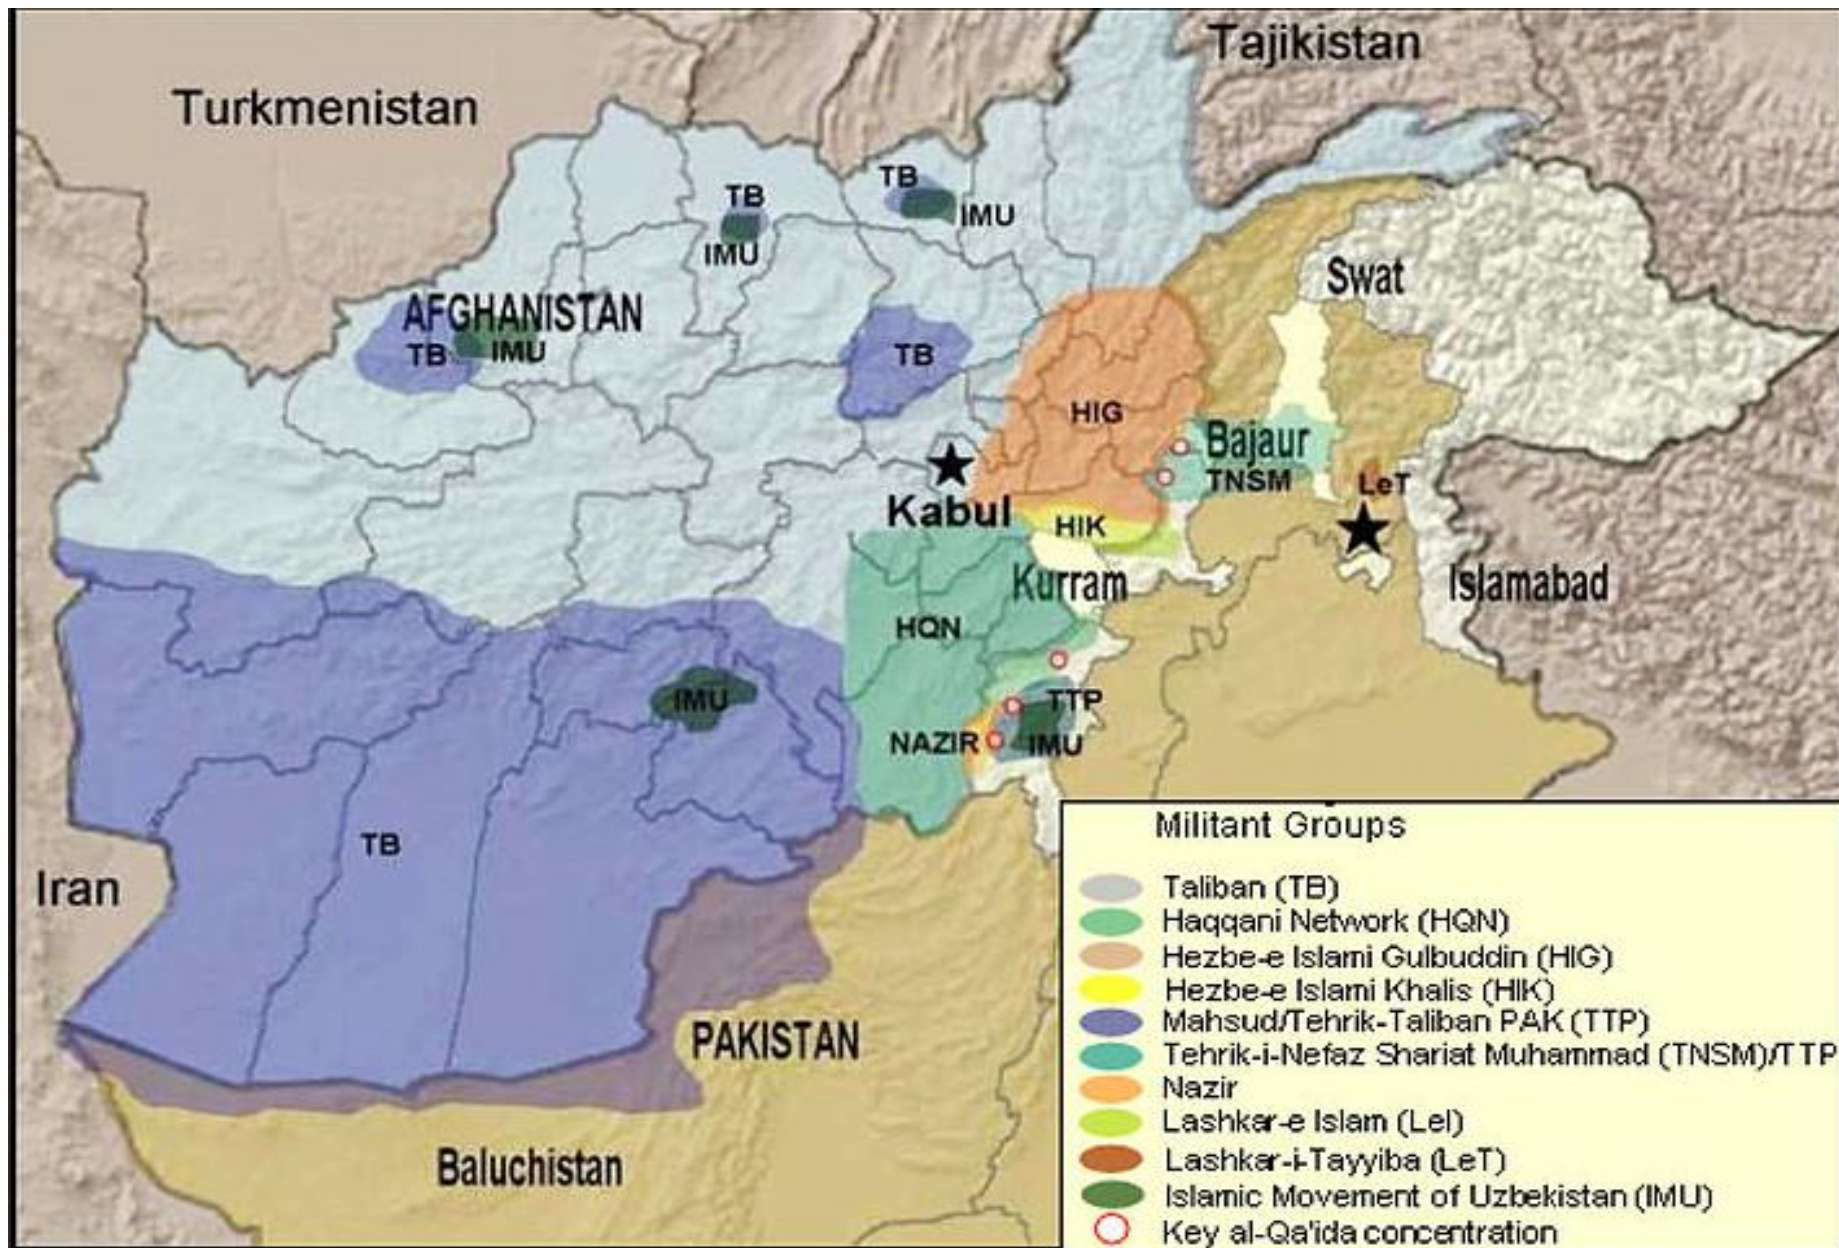 Tajikistan
Turkmenistan
TB
TB
IMU
IMU
Swat
AFGHANISTAN
TB
IMU
TB
HIG
Bajaur
TNSM
LeT
Kabul
HIK
Kurram
Islamabad
HQN
IMU
TTP
NAZIR
IMU
TB
Iran
PAKISTAN
Baluchistan
Militant Groups
Taliban (TB)
Haqqani Network (HQN)
Hezbe-e Islami Gulbuddin (HIG)
Hezbe-e Islami Khalis (HIK)
Mahsud/Tehrik-Taliban PAK (TTP)
Tehrik-i-Nefaz Shariat Muhammad (TNSM)/TTP
Nazir
Lashkar-e Islam (LeI)
Lashkar-i-Tayyiba (LeT)
Islamic Movement of Uzbekistan (IMU)
Key al-Qa'ida concentration